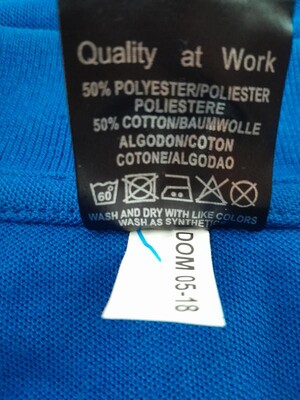 Quality at Work
50% POLYESTER/POLIESTER
POLIESTERE
50% COTTON/BAUMWOLLE
ALGODON/COTON
COTONE/ALGODAO
60
WASH AND DRY WITH LIKE COLORS
WASH AS SYNTHETIC
DOM 05-18